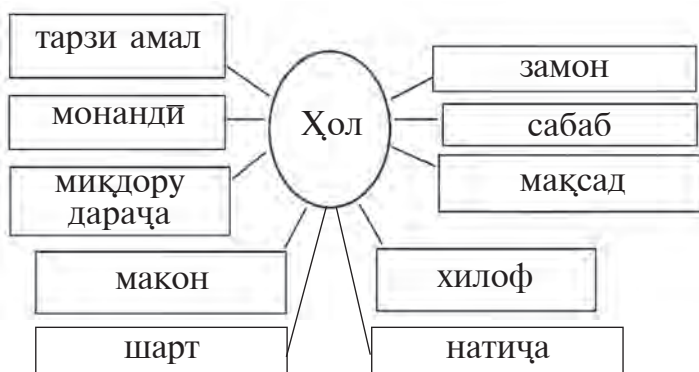 тарзи амал
монандӣ
миқдору
дараҷа
макон
шарт
Ҳол
замон
сабаб
мақсад
хилоф
натиҷа